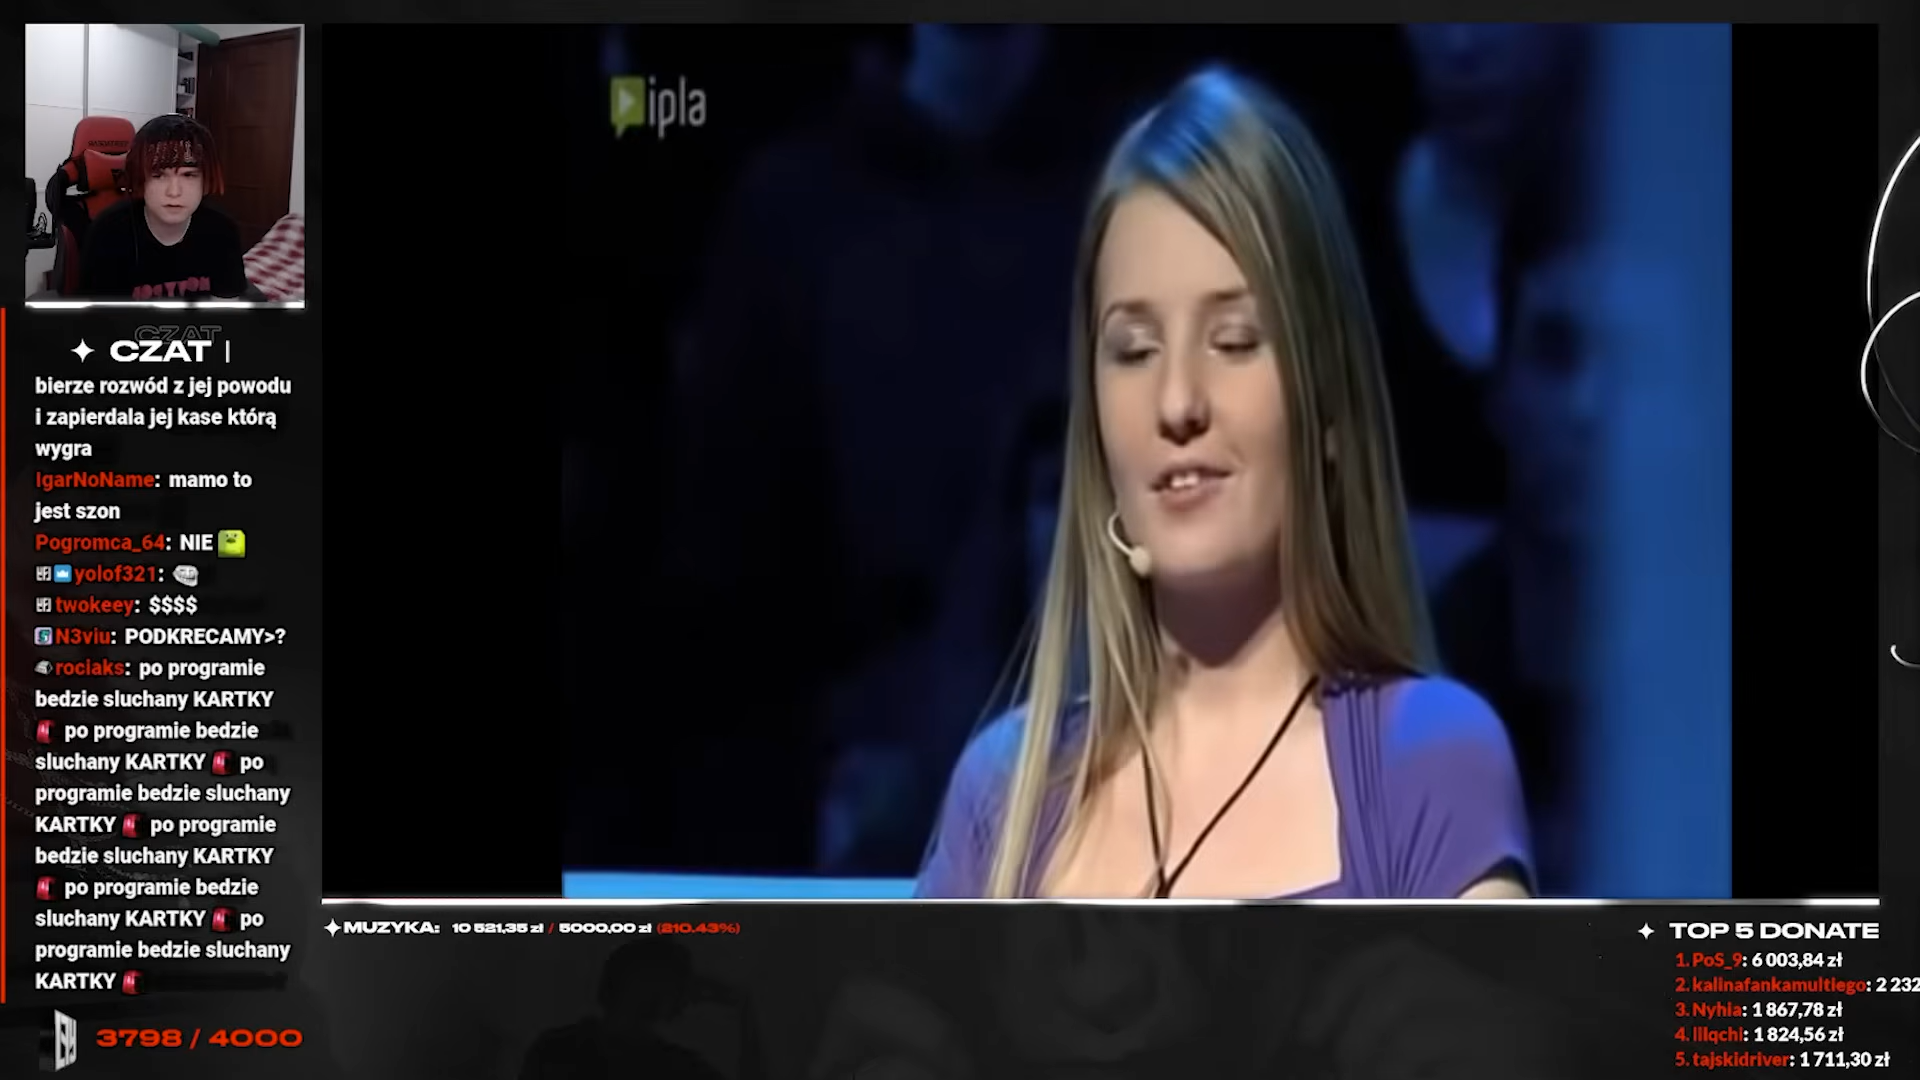 ipla
CZAT
CZAT |
bierze rozwód z jej powodu
i zapierdala jej kase którą
wygra
IgarNoName: mamo to
jest szon
Pogromca_64: NIE
yolof321:
twokeey: $$$$
N3viu: PODKRECAMY>?
rociaks: po programie
bedzie sluchany KARTKY
po programie bedzie
sluchany KARTKY po
programie bedzie sluchany
KARTKY po programie
bedzie sluchany KARTKY
po programie bedzie
sluchany KARTKY po
programie bedzie sluchany
KARTKY
3798 / 4000
MUZYKA: 10 521,35 zł / 5000,00 zł (210.43%)
TOP 5 DONATE
1. PoS_9: 6 003,84 zł
2. kalinafankamultiego: 2 232
3. Nyhia: 1 867,78 zł
4. lilqchi: 1 824,56 zł
5. tajskidriver: 1 711,30 zł